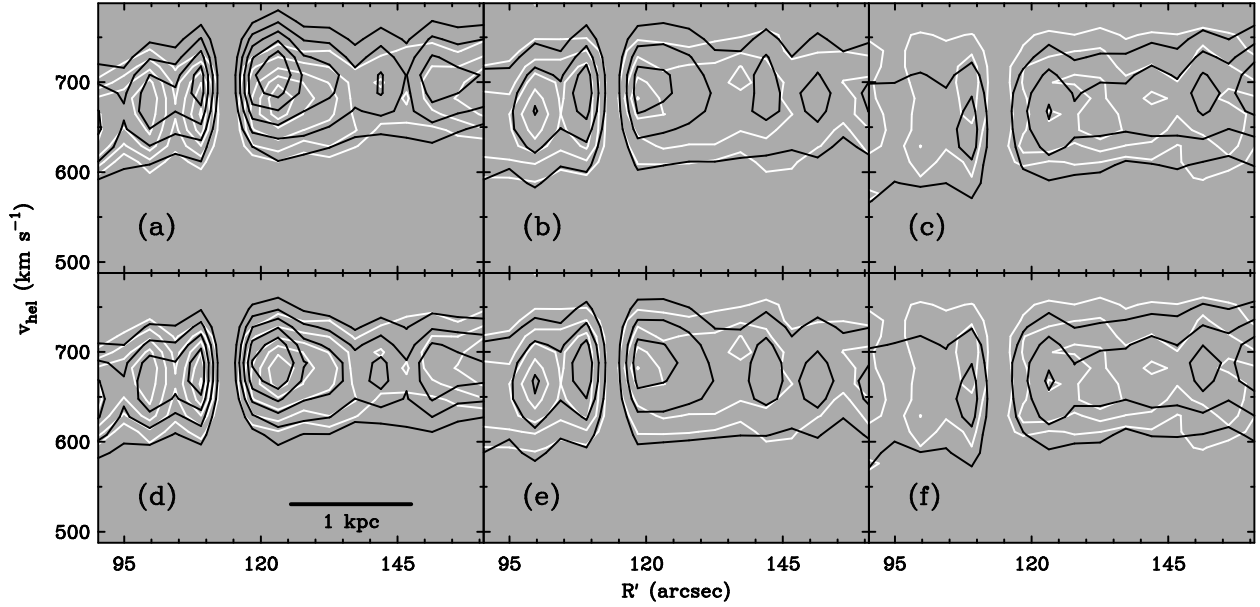 700
600
500
(a)
(b)
(c)
v_hel (km s⁻¹)
700
600
500
(d)
1 kpc
(e)
(f)
95 120 145 95 120 145 95 120 145
R' (arcsec)